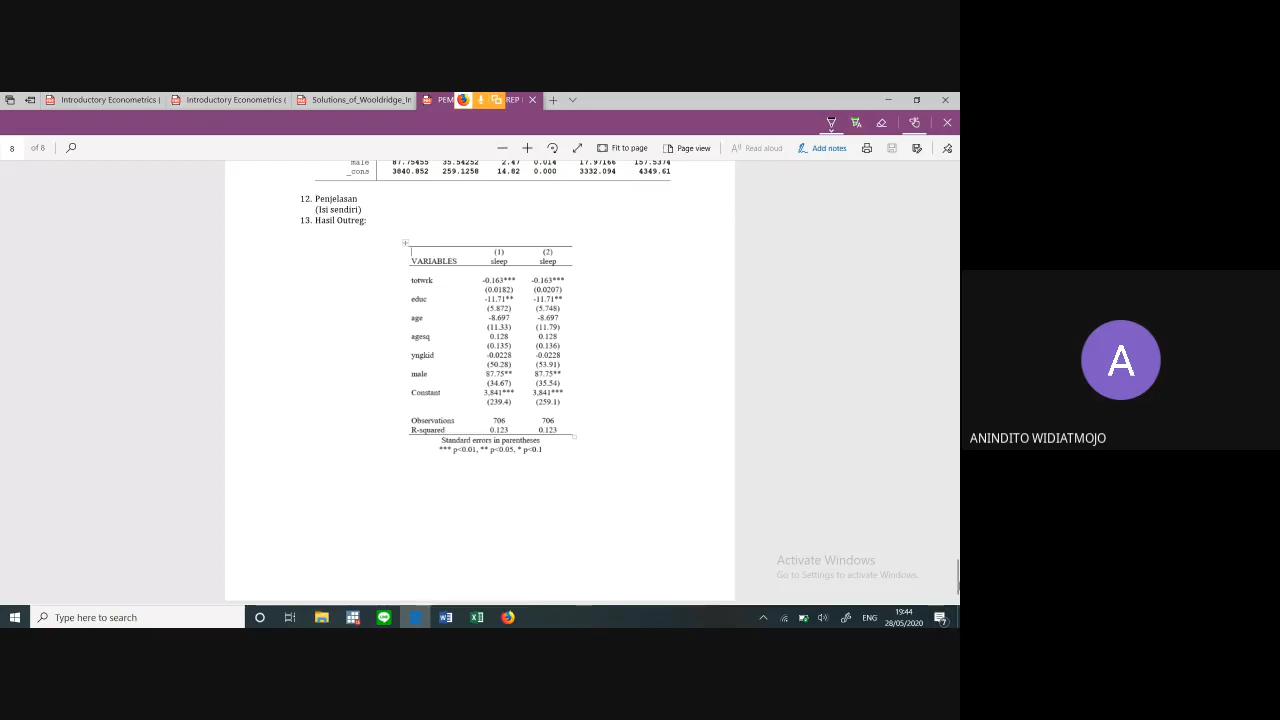 Introductory Econometrics ( Introductory Econometrics ( Solutions_of_Wooldridge_In PEM REP
8 of 8 Fit to page Page view Read aloud Add notes
male 87.75455 35.54252 2.47 0.014 17.97166 157.5374
_cons 3840.852 259.1258 14.82 0.000 3332.094 4349.61
12. Penjelasan
(Isi sendiri)
13. Hasil Outreg:
(1) (2)
VARIABLES sleep sleep
totwrk -0.163*** -0.163***
(0.0182) (0.0207)
educ -11.71** -11.71**
(5.872) (5.748)
age -8.697 -8.697
(11.33) (11.79)
agesq 0.128 0.128
(0.135) (0.136)
yngkid -0.0228 -0.0228
(50.28) (53.91)
male 87.75** 87.75**
(34.67) (35.54)
Constant 3,841*** 3,841***
(239.4) (259.1)
Observations 706 706
R-squared 0.123 0.123
Standard errors in parentheses
*** p<0.01, ** p<0.05, * p<0.1
A
ANINDITO WIDIATMOJO
Activate Windows
Go to Settings to activate Windows.
Type here to search
ENG
19:44
28/05/2020